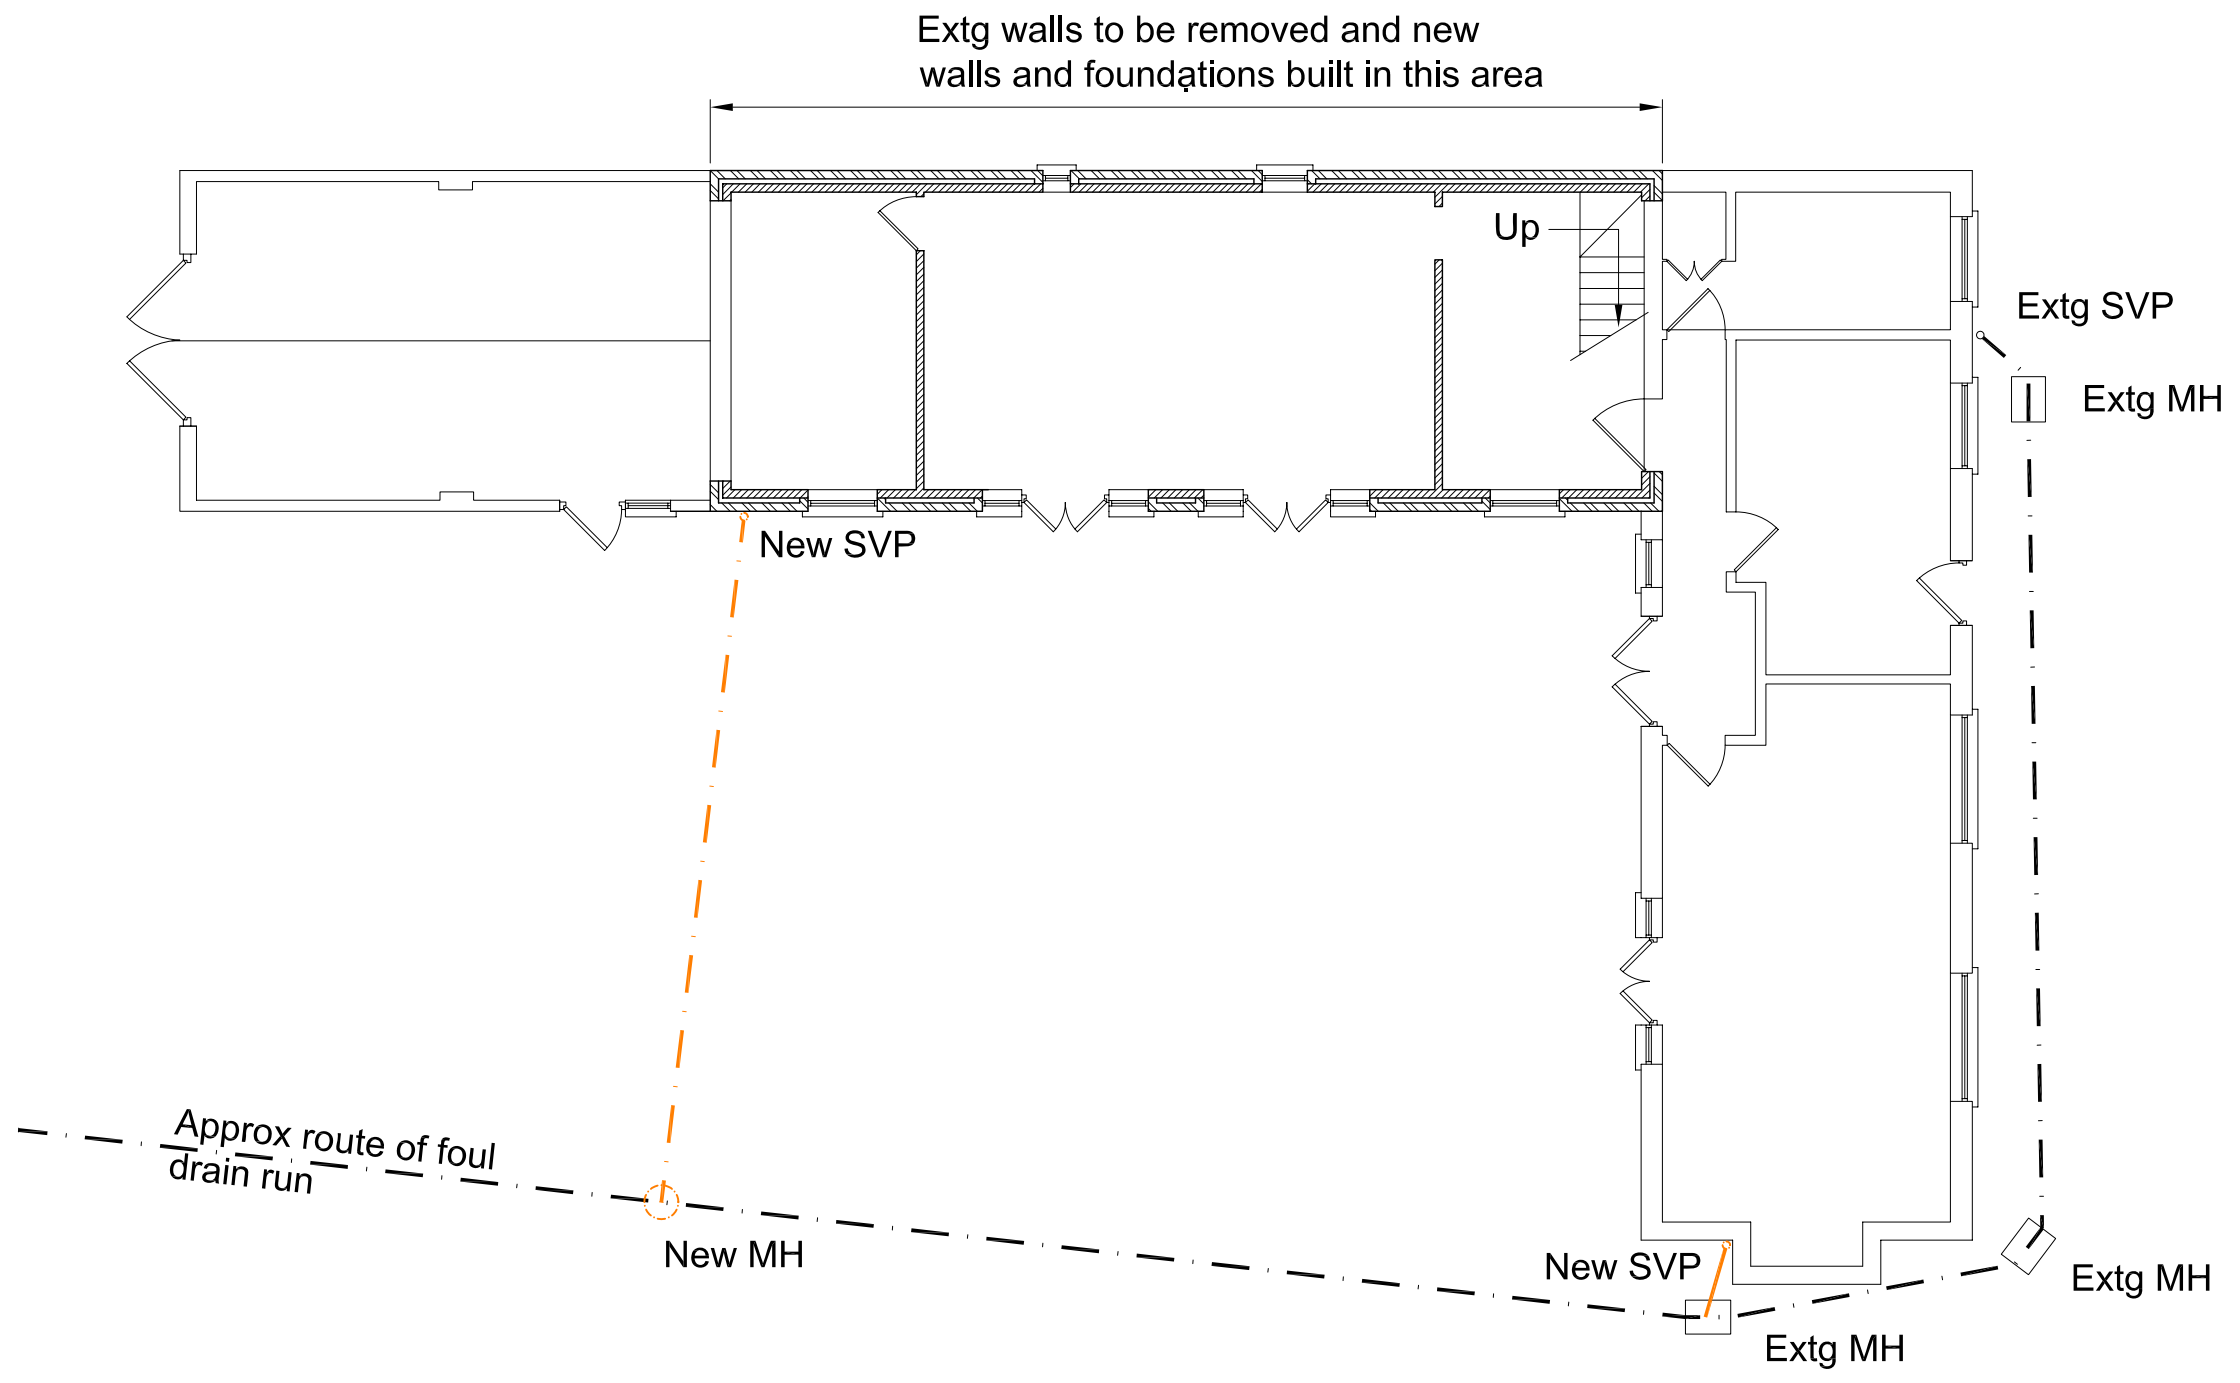 Extg walls to be removed and new
walls and foundations built in this area
Up
Extg SVP
Extg MH
New SVP
Approx route of foul
drain run
New MH
New SVP
Extg MH
Extg MH